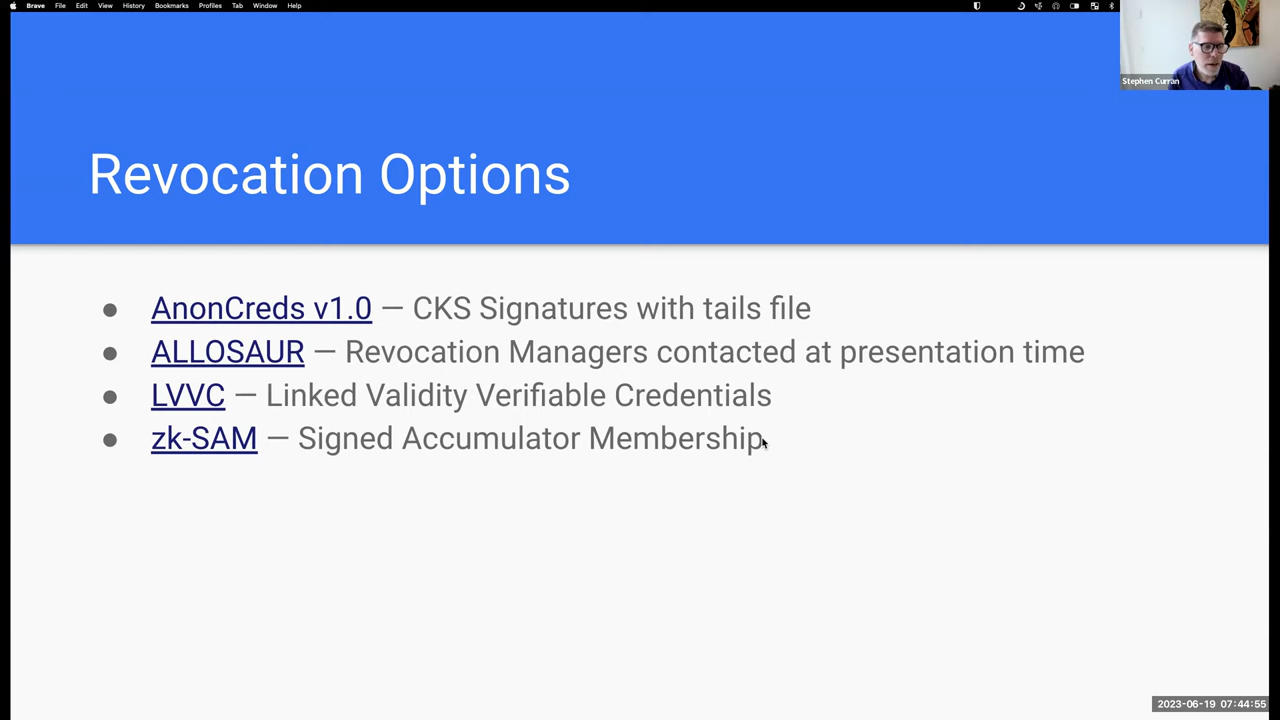 Brave File Edit View History Bookmarks Profiles Tab Window Help
Stephen Curran
Revocation Options
● AnonCreds v1.0 — CKS Signatures with tails file
● ALLOSAUR — Revocation Managers contacted at presentation time
● LVVC — Linked Validity Verifiable Credentials
● zk-SAM — Signed Accumulator Membership
2023-06-19 07:44:55